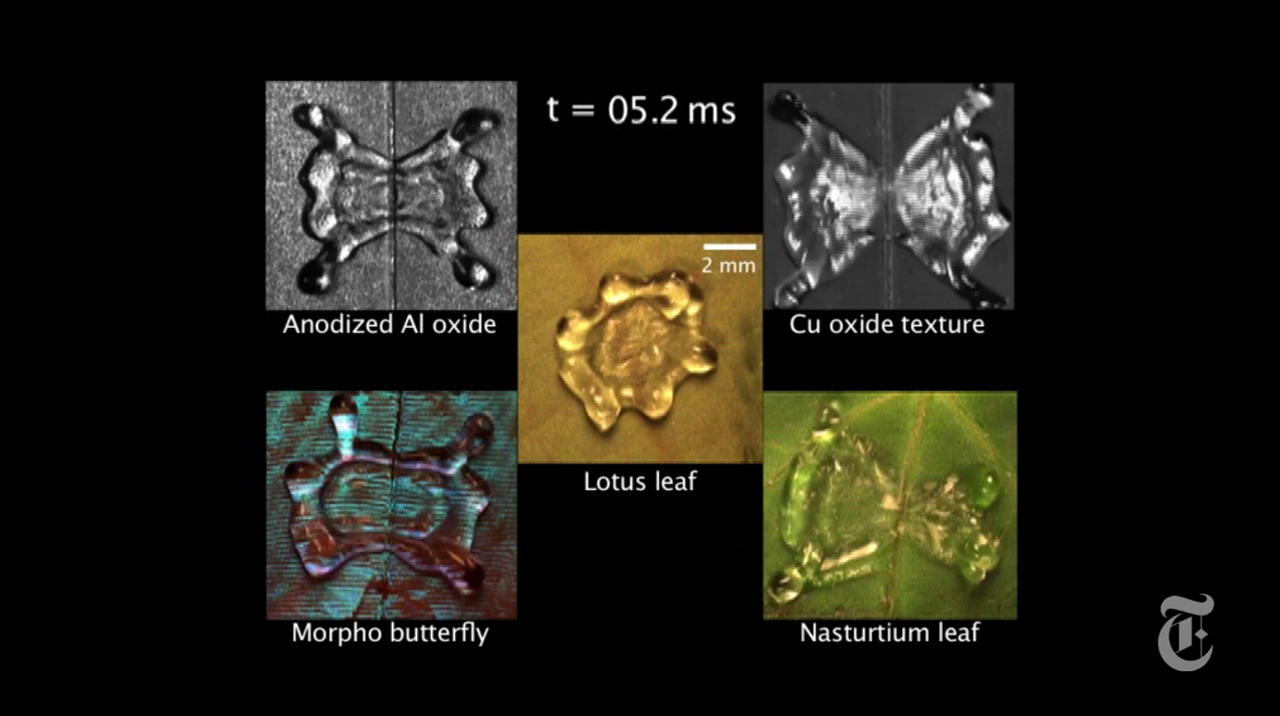 t = 05.2 ms
Anodized Al oxide
Cu oxide texture
2 mm
Lotus leaf
Morpho butterfly
Nasturtium leaf
T